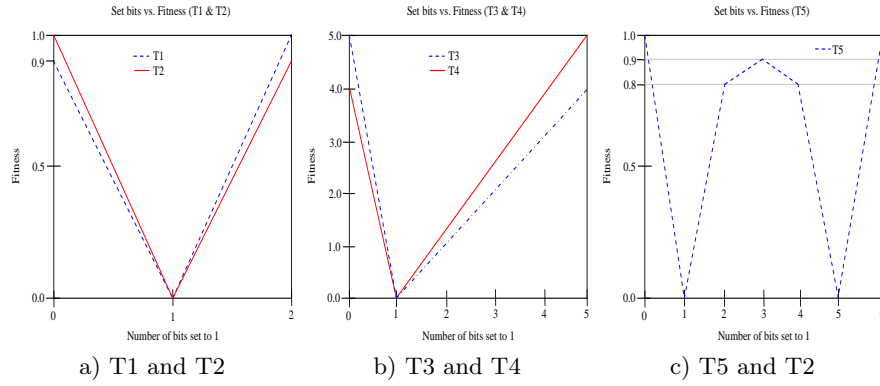 Set bits vs. Fitness (T1 & T2)
1.0
0.9
0.5
0.0
Fitness
T1
T2
0
1
2
Number of bits set to 1
a) T1 and T2
Set bits vs. Fitness (T3 & T4)
5.0
4.0
3.0
2.0
1.0
0.0
Fitness
T3
T4
0
1
2
3
4
5
Number of bits set to 1
b) T3 and T4
Set bits vs. Fitness (T5)
1.0
0.9
0.8
0.5
0.0
Fitness
T5
0
1
2
3
4
5
Number of bits set to 1
c) T5 and T2